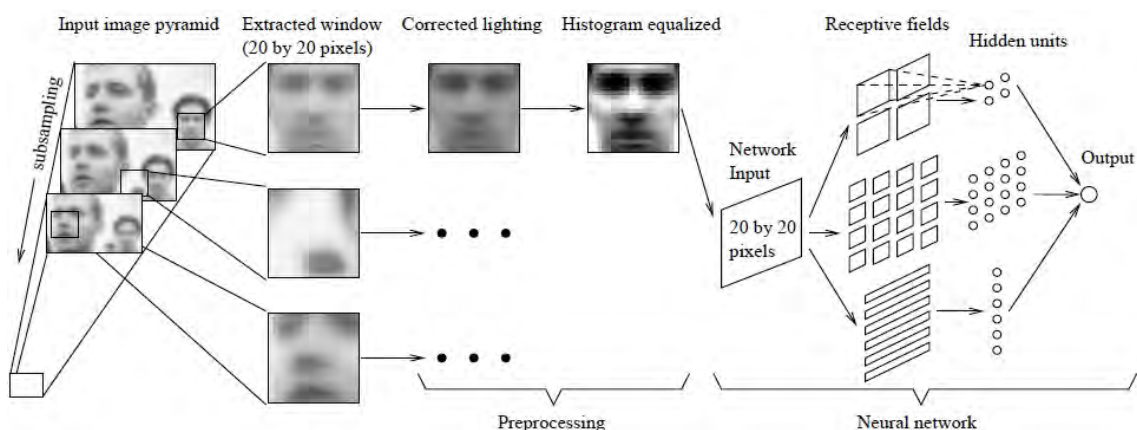 Input image pyramid
Extracted window
(20 by 20 pixels)
Corrected lighting
Histogram equalized
Receptive fields
Hidden units
subsampling
Network
Input
Output
20 by 20
pixels
Preprocessing
Neural network